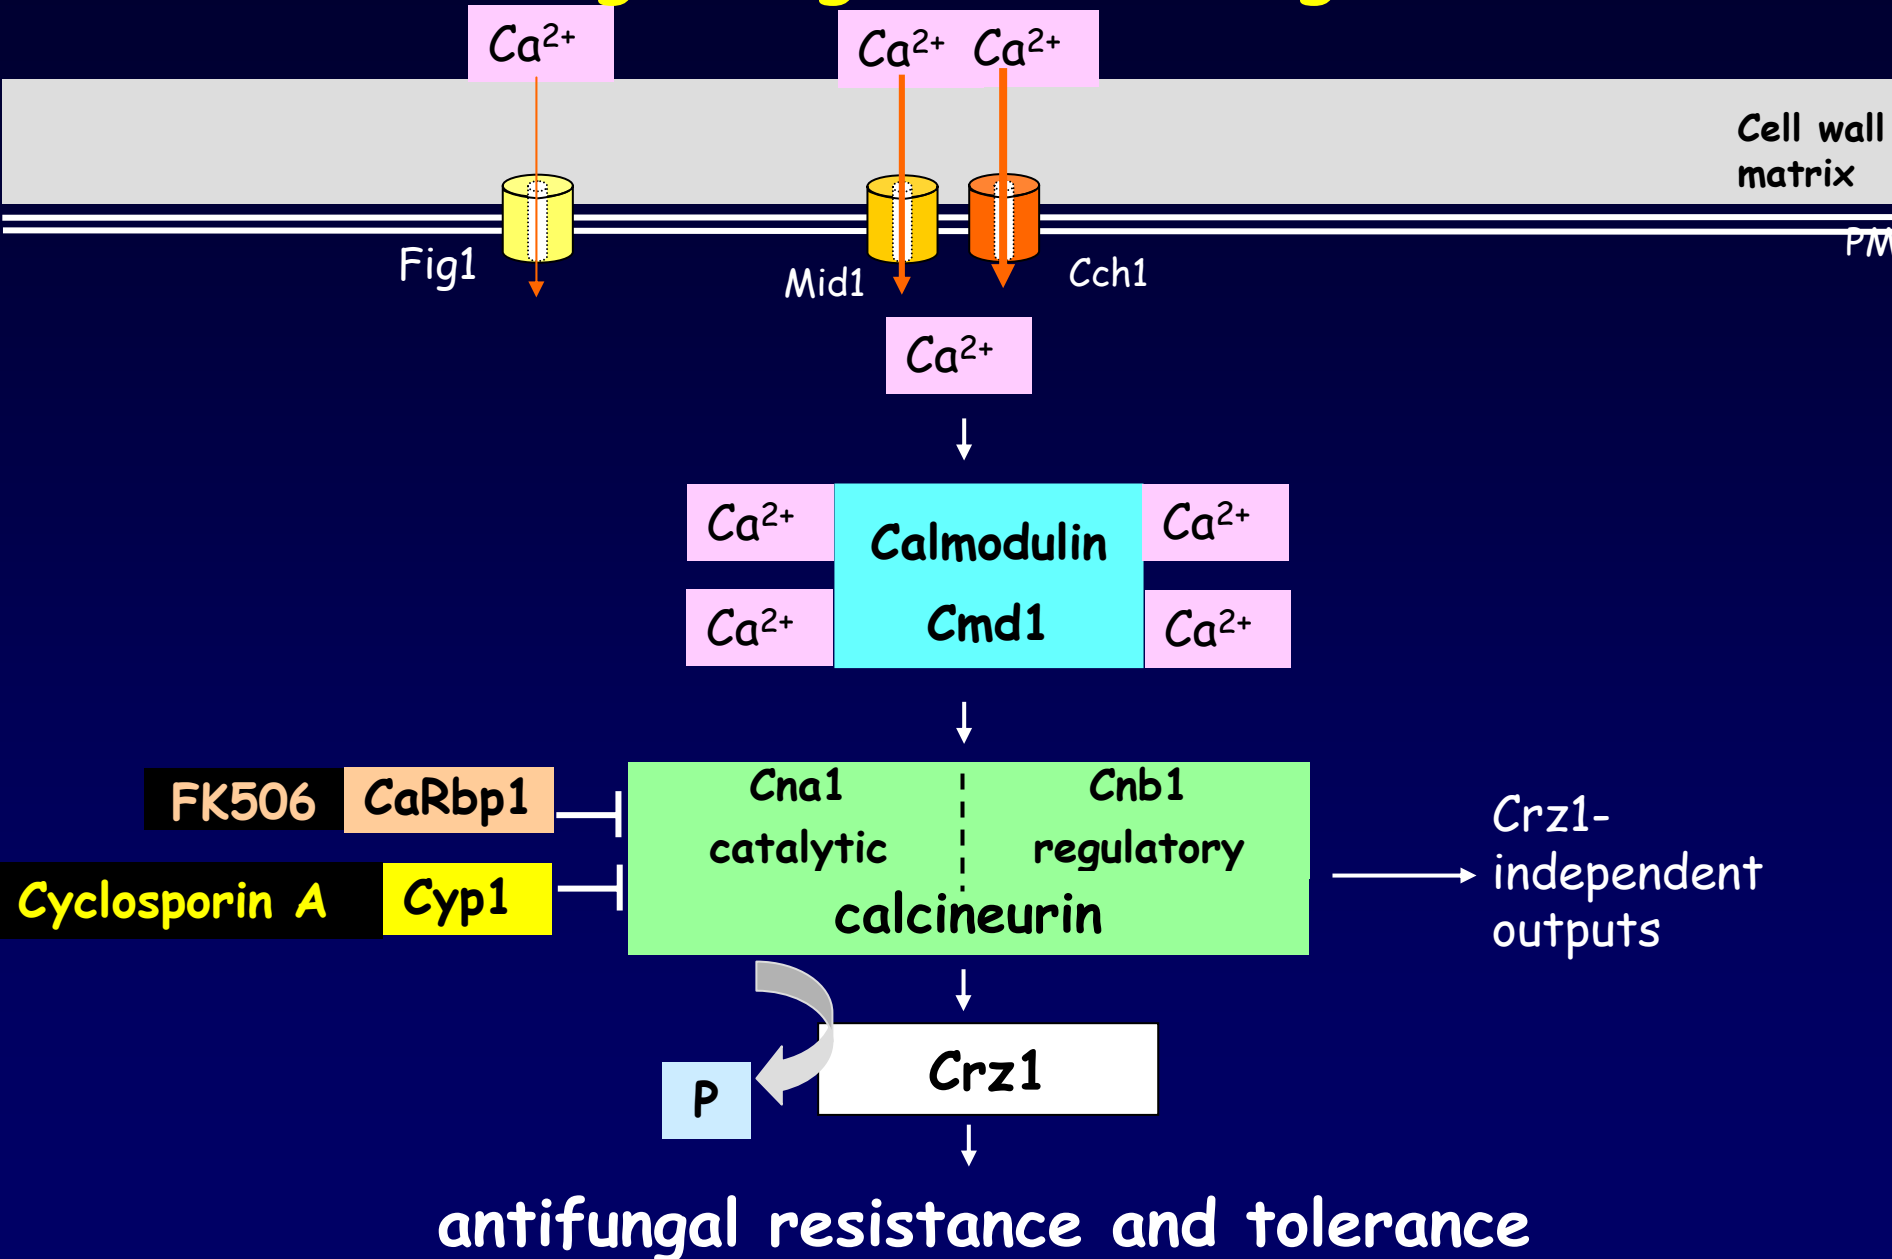 Ca²⁺
Ca²⁺ Ca²⁺
Cell wall
matrix
Fig1
Mid1
Cch1
PM
Ca²⁺
Ca²⁺
Calmodulin
Ca²⁺
Ca²⁺
Cmd1
Ca²⁺
FK506
CaRbp1
Cna1
Cnb1
catalytic
regulatory
Crz1-
independent
outputs
Cyclosporin A
Cyp1
calcineurin
Crz1
P
antifungal resistance and tolerance